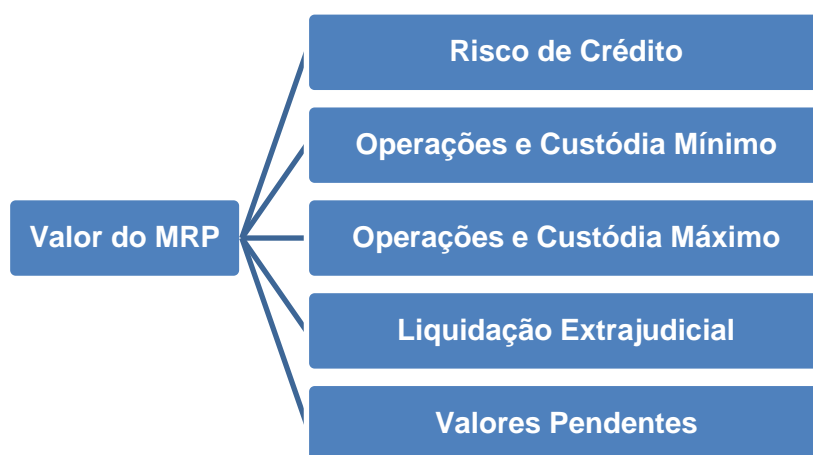 Risco de Crédito
Operações e Custódia Mínimo
Valor do MRP
Operações e Custódia Máximo
Liquidação Extrajudicial
Valores Pendentes